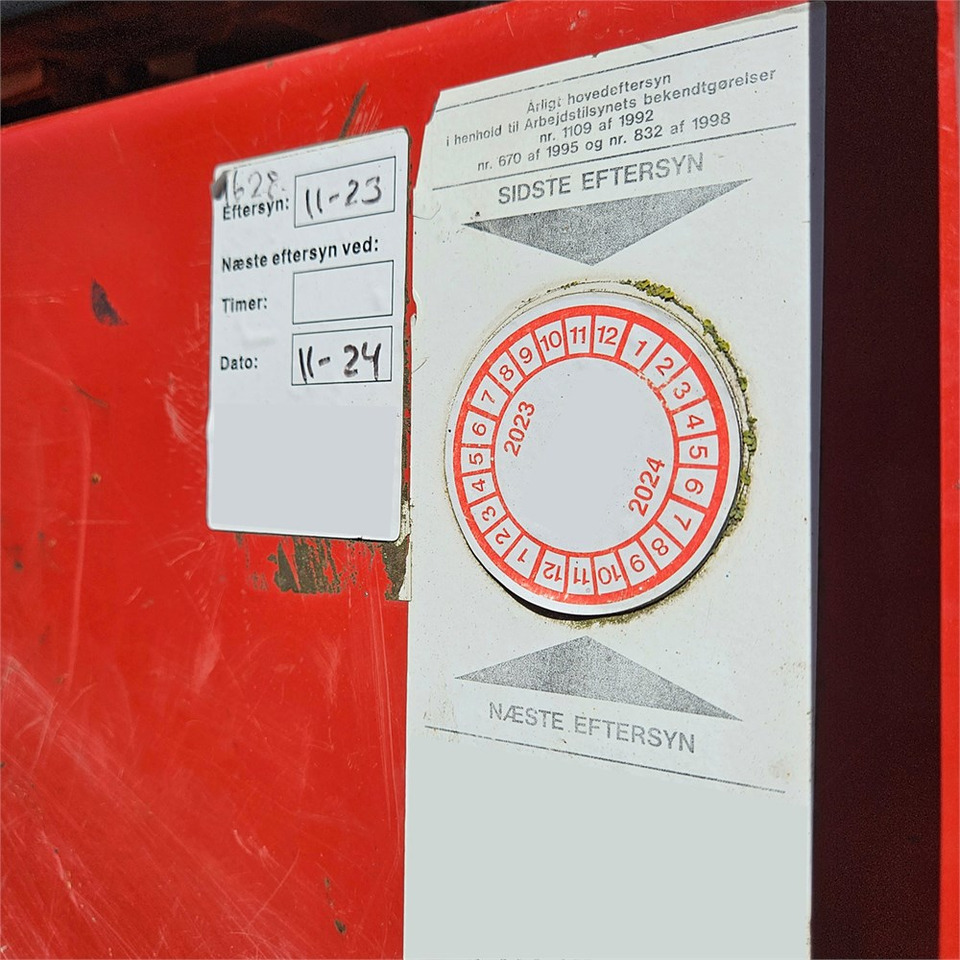 1628
Eftersyn: 11-23
Næste eftersyn ved:
Timer:
Dato: 11-24
Årligt hovedeftersyn
i henhold til Arbejdstilsynets bekendtgørelser
nr. 1109 af 1992
nr. 670 af 1995 og nr. 832 af 1998
SIDSTE EFTERSYN
1 2 3 4 5 6 7 8 9 10 11 12
2023
1 2 3 4 5 6 7 8 9 10 11 12
2024
NÆSTE EFTERSYN